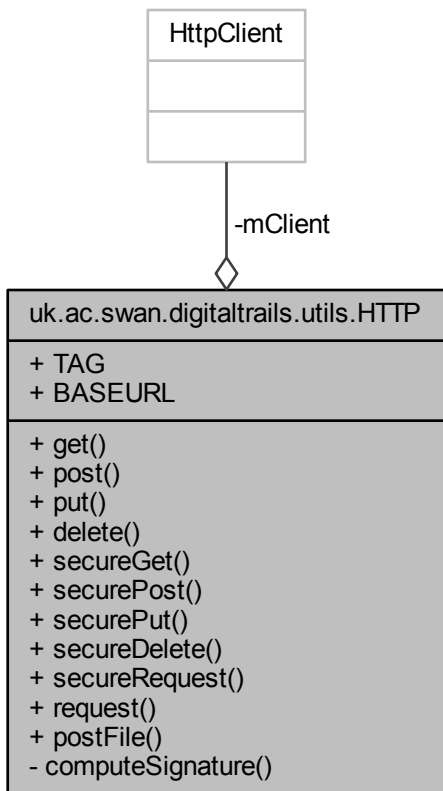 HttpClient
-mClient
uk.ac.swan.digitaltrails.utils.HTTP
+ TAG
+ BASEURL
+ get()
+ post()
+ put()
+ delete()
+ secureGet()
+ securePost()
+ securePut()
+ secureDelete()
+ secureRequest()
+ request()
+ postFile()
- computeSignature()